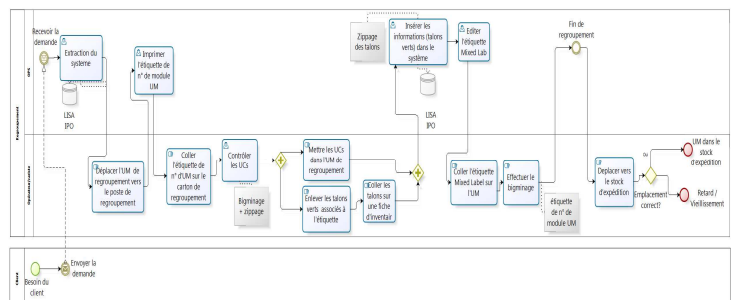 Recevoir la
demande
Extraction du
systeme
LISA
IPO
Imprimer
l'étiquette de
n° de module
UM
Zippage
des talons
Insérer les
informations (talons
verts) dans le
système
LISA
IPO
Editer
l'étiquette
Mixed Lab
Fin de
regroupement
Regroupement
Déplacer l'UM de
regroupement vers
le poste de
regroupement
Coller
l'étiquette de
n° d'UM sur le
carton de
regroupement
Contrôler
les UCs
Bigminage
+ zippage
Mettre les UCs
dans l'UM de
regroupement
Enlever les talons
verts associés à
l'étiquette
Coller les
talons sur
une fiche
d'inventair
Coller l'étiquette
Mixed Label sur
l'UM
Effectuer le
bigminage
étiquette
de n° de
module UM
Deplacer vers
le stock
d'expédition
Emplacement
correct?
UM dans le
stock
d'expédition
Retard /
Vieillissement
Client
Besoin du
client
Envoyer la
demande